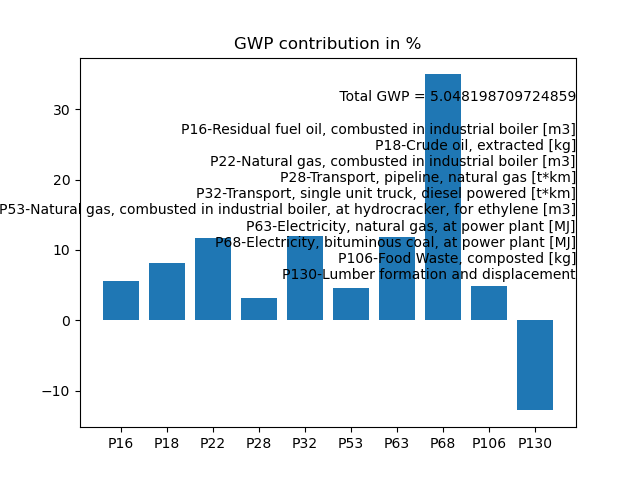 GWP contribution in %
Total GWP = 5.048198709724859
P16-Residual fuel oil, combusted in industrial boiler [m3]
P18-Crude oil, extracted [kg]
P22-Natural gas, combusted in industrial boiler [m3]
P28-Transport, pipeline, natural gas [t*km]
P32-Transport, single unit truck, diesel powered [t*km]
P53-Natural gas, combusted in industrial boiler, at hydrocracker, for ethylene [m3]
P63-Electricity, natural gas, at power plant [MJ]
P68-Electricity, bituminous coal, at power plant [MJ]
P106-Food Waste, composted [kg]
P130-Lumber formation and displacement
30
20
10
0
−10
P16 P18 P22 P28 P32 P53 P63 P68 P106 P130